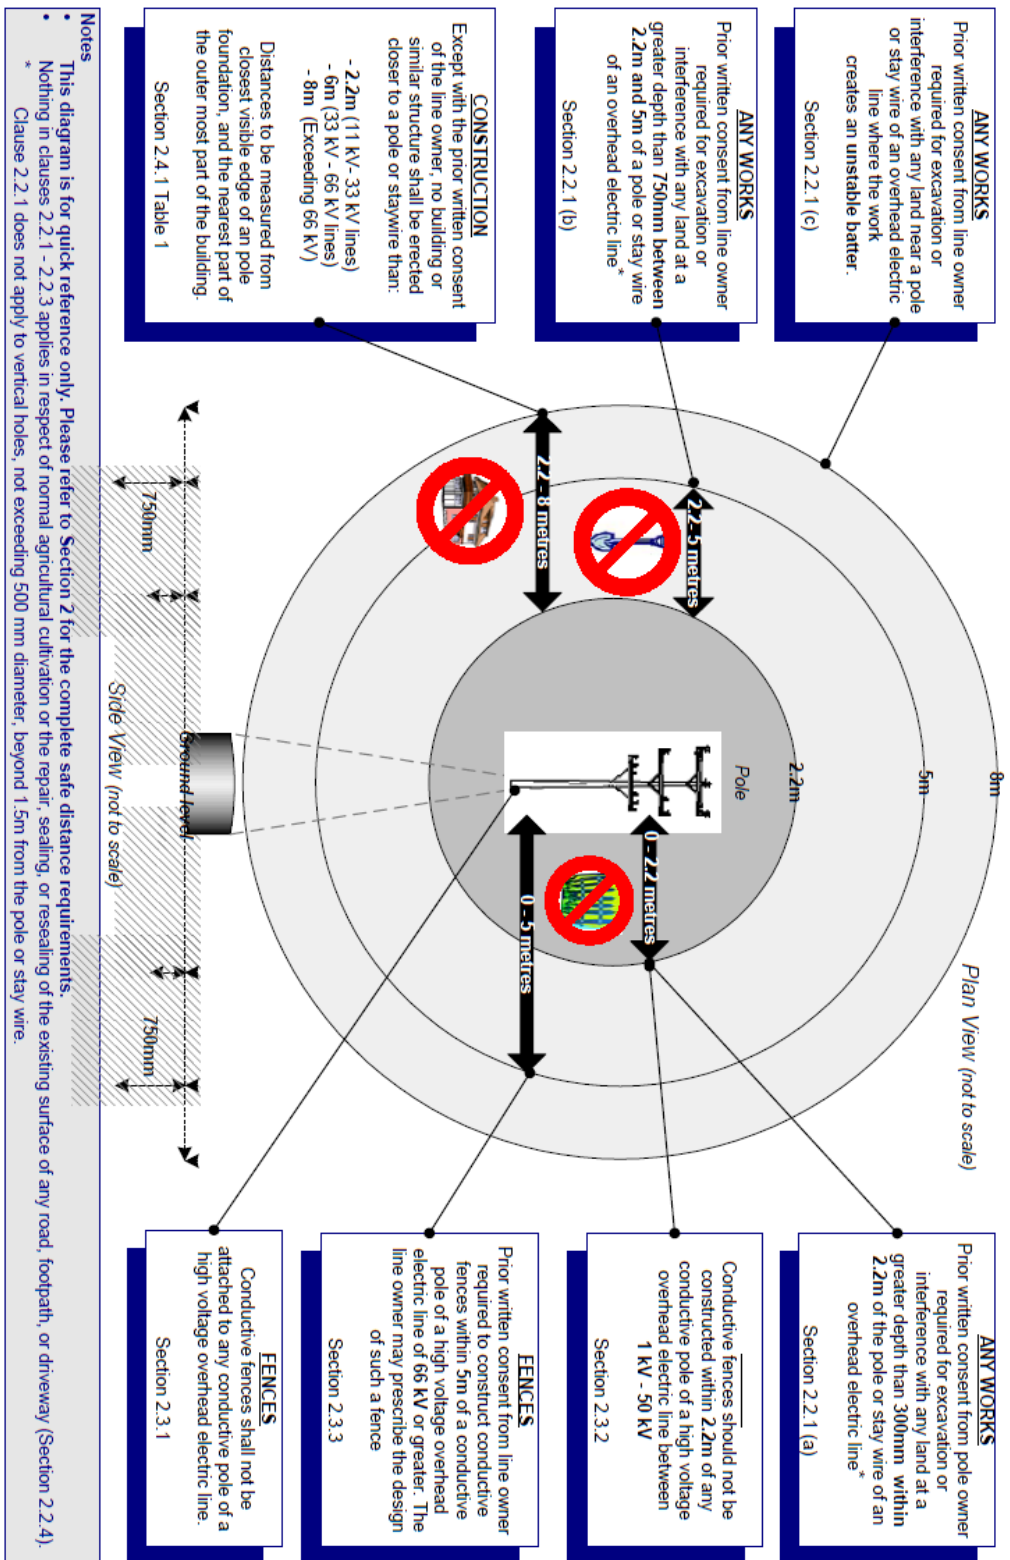 ANY WORKS
Prior written consent from line owner
required for excavation or
interference with any land near a pole
or stay wire of an overhead electric
line where the work
creates an unstable batter.
Section 2.2.1 (c)
ANY WORKS
Prior written consent from line owner
required for excavation or
interference with any land at a
greater depth than 750mm between
2.2m and 5m of a pole or stay wire
of an overhead electric line*
Section 2.2.1 (b)
CONSTRUCTION
Except with the prior written consent
of the line owner, no building or
similar structure shall be erected
closer to a pole or staywire than:
- 2.2m (11 kV- 33 kV lines)
- 6m (33 kV - 66 kV lines)
- 8m (Exceeding 66 kV)
Distances to be measured from
closest visible edge of an pole
foundation, and the nearest part of
the outer most part of the building.
Section 2.4.1 Table 1
Plan View (not to scale)
8m
5m
2.2m
Pole
2.2 - 5 metres
2.2 - 8 metres
0 - 2.2 metres
0 - 5 metres
Ground level
750mm
750mm
Side View (not to scale)
ANY WORKS
Prior written consent from pole owner
required for excavation or
interference with any land at a
greater depth than 300mm within
2.2m of the pole or stay wire of an
overhead electric line*
Section 2.2.1 (a)
Conductive fences should not be
constructed within 2.2m of any
conductive pole of a high voltage
overhead electric line between
1 kV - 50 kV
Section 2.3.2
FENCES
Prior written consent from line owner
required to construct conductive
fences within 5m of a conductive
pole of a high voltage overhead
electric line of 66 kV or greater. The
line owner may prescribe the design
of such a fence
Section 2.3.3
FENCES
Conductive fences shall not be
attached to any conductive pole of a
high voltage overhead electric line.
Section 2.3.1
Notes
• This diagram is for quick reference only. Please refer to Section 2 for the complete safe distance requirements.
• Nothing in clauses 2.2.1 - 2.2.3 applies in respect of normal agricultural cultivation or the repair, sealing, or resealing of the existing surface of any road, footpath, or driveway (Section 2.2.4).
* Clause 2.2.1 does not apply to vertical holes, not exceeding 500 mm diameter, beyond 1.5m from the pole or stay wire.